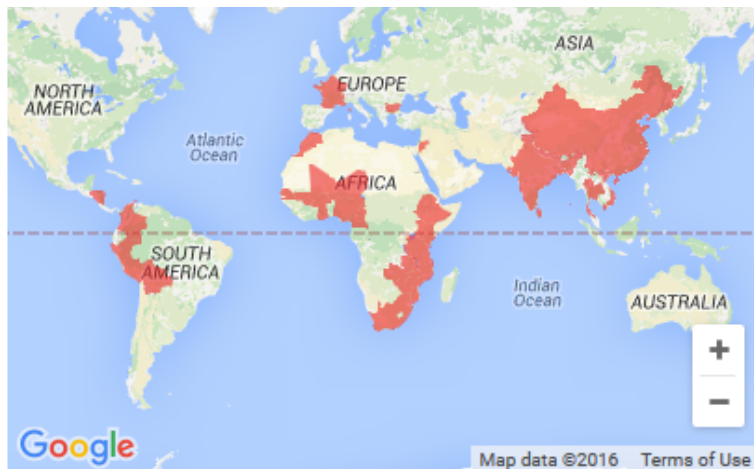 ASIA
NORTH
AMERICA
EUROPE
Atlantic
Ocean
AFRICA
SOUTH
AMERICA
Indian
Ocean
AUSTRALIA
+
−
Google
Map data ©2016 Terms of Use